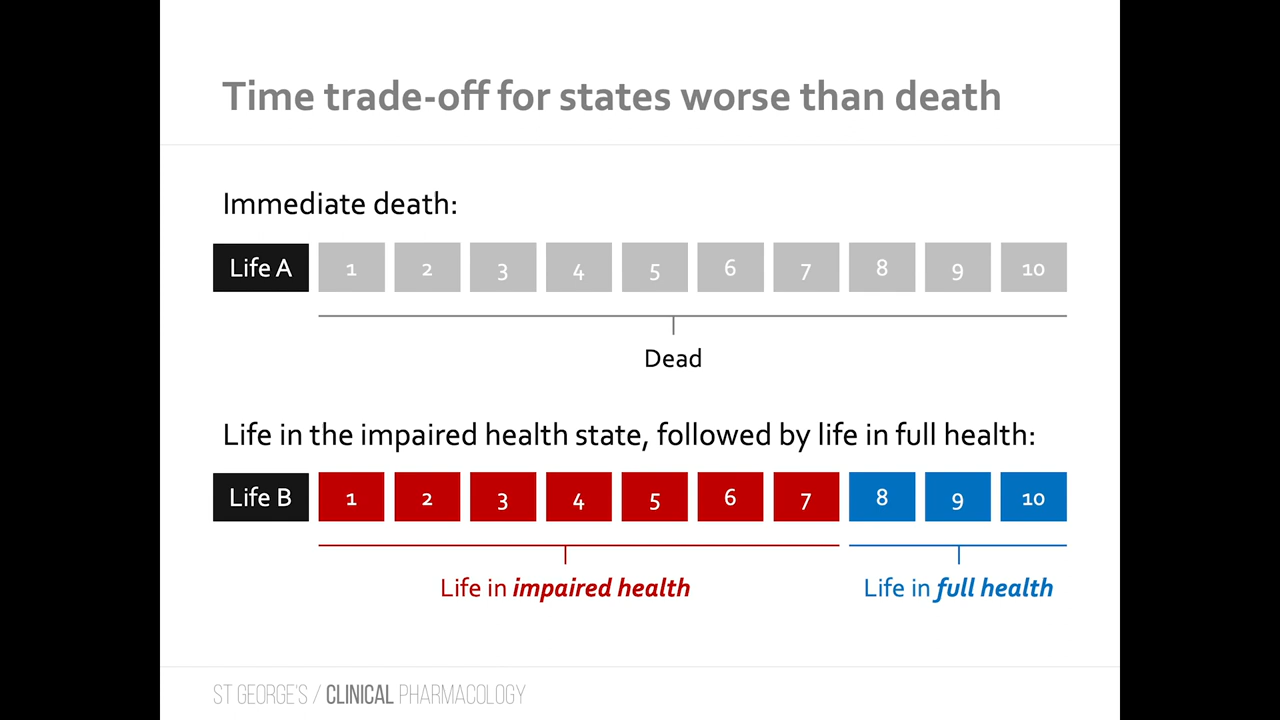 Time trade-off for states worse than death
Immediate death:
Life A 1 2 3 4 5 6 7 8 9 10
Dead
Life in the impaired health state, followed by life in full health:
Life B 1 2 3 4 5 6 7 8 9 10
Life in impaired health Life in full health
ST GEORGE'S / CLINICAL PHARMACOLOGY